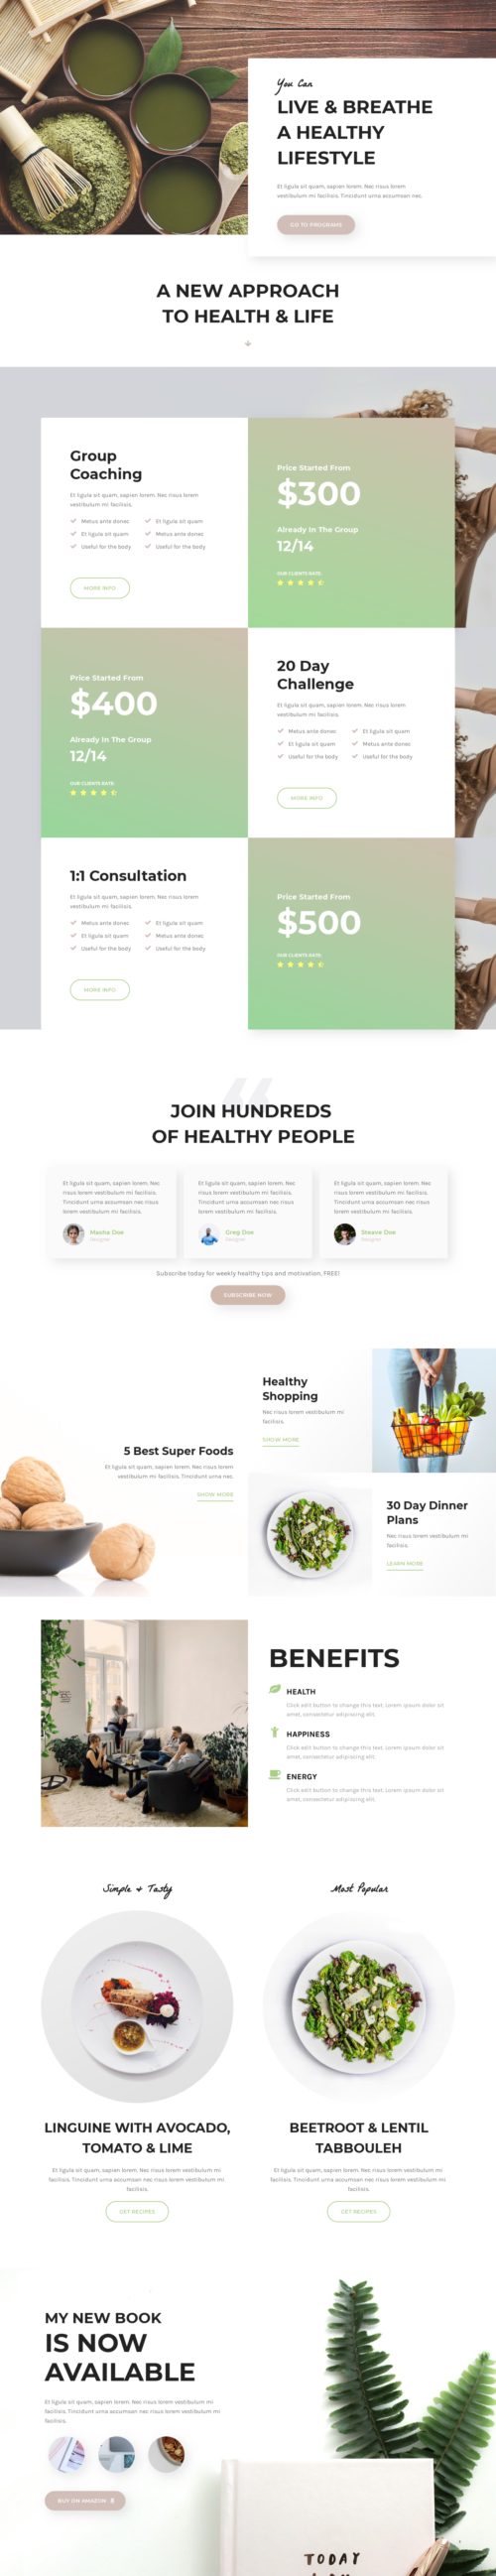 You Can
LIVE & BREATHE
A HEALTHY
LIFESTYLE
Et ligula sit quam, sapien lorem. Nec risus lorem
vestibulum mi facilisis. Tincidunt urna accumsan nec.
GO TO PROGRAMS
A NEW APPROACH
TO HEALTH & LIFE
Group
Coaching
Et ligula sit quam, sapien lorem. Nec risus lorem
vestibulum mi facilisis.
Metus ante donec
Et ligula sit quam
Et ligula sit quam
Metus ante donec
Useful for the body
Useful for the body
MORE INFO
Price Started From
$300
Already In The Group
12/14
OUR CLIENTS RATE:
Price Started From
$400
Already In The Group
12/14
OUR CLIENTS RATE:
20 Day
Challenge
Et ligula sit quam, sapien lorem. Nec risus lorem
vestibulum mi facilisis.
Metus ante donec
Et ligula sit quam
Et ligula sit quam
Metus ante donec
Useful for the body
Useful for the body
MORE INFO
1:1 Consultation
Et ligula sit quam, sapien lorem. Nec risus lorem
vestibulum mi facilisis.
Metus ante donec
Et ligula sit quam
Et ligula sit quam
Metus ante donec
Useful for the body
Useful for the body
MORE INFO
Price Started From
$500
OUR CLIENTS RATE:
“
JOIN HUNDREDS
OF HEALTHY PEOPLE
Et ligula sit quam, sapien lorem. Nec
risus lorem vestibulum mi facilisis.
Tincidunt urna accumsan nec risus
lorem vestibulum mi facilisis.
Masha Doe
Designer
Et ligula sit quam, sapien lorem. Nec
risus lorem vestibulum mi facilisis.
Tincidunt urna accumsan nec risus
lorem vestibulum mi facilisis.
Greg Doe
Designer
Et ligula sit quam, sapien lorem. Nec
risus lorem vestibulum mi facilisis.
Tincidunt urna accumsan nec risus
lorem vestibulum mi facilisis.
Steave Doe
Designer
Subscribe today for weekly healthy tips and motivation, FREE!
SUBSCRIBE NOW
5 Best Super Foods
Et ligula sit quam, sapien lorem. Nec risus lorem
vestibulum mi facilisis. Tincidunt urna nec.
SHOW MORE
Healthy
Shopping
Nec risus lorem vestibulum mi
facilisis.
SHOW MORE
30 Day Dinner
Plans
Nec risus lorem vestibulum mi
facilisis.
LEARN MORE
BENEFITS
HEALTH
Click edit button to change this text. Lorem ipsum dolor sit
amet, consectetur adipiscing elit.
HAPPINESS
Click edit button to change this text. Lorem ipsum dolor sit
amet, consectetur adipiscing elit.
ENERGY
Click edit button to change this text. Lorem ipsum dolor sit
amet, consectetur adipiscing elit.
Simple & Tasty
LINGUINE WITH AVOCADO,
TOMATO & LIME
Et ligula sit quam, sapien lorem. Nec risus lorem vestibulum mi
facilisis. Tincidunt urna accumsan nec risus lorem vestibulum mi
facilisis.
GET RECIPES
Most Popular
BEETROOT & LENTIL
TABBOULEH
Et ligula sit quam, sapien lorem. Nec risus lorem vestibulum mi
facilisis. Tincidunt urna accumsan nec risus lorem vestibulum mi
facilisis.
GET RECIPES
MY NEW BOOK
IS NOW
AVAILABLE
Et ligula sit quam, sapien lorem. Nec risus lorem vestibulum mi
facilisis. Tincidunt urna accumsan nec risus lorem vestibulum mi
facilisis.
BUY ON AMAZON
TODAY